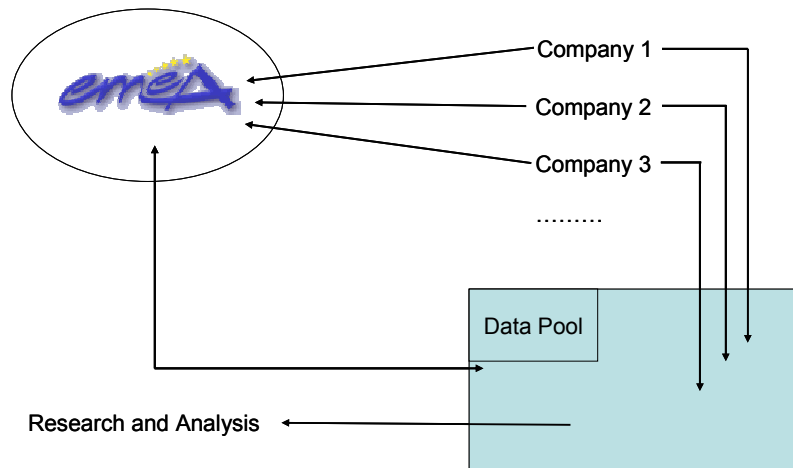 emeA
Company 1
Company 2
Company 3
.........
Data Pool
Research and Analysis